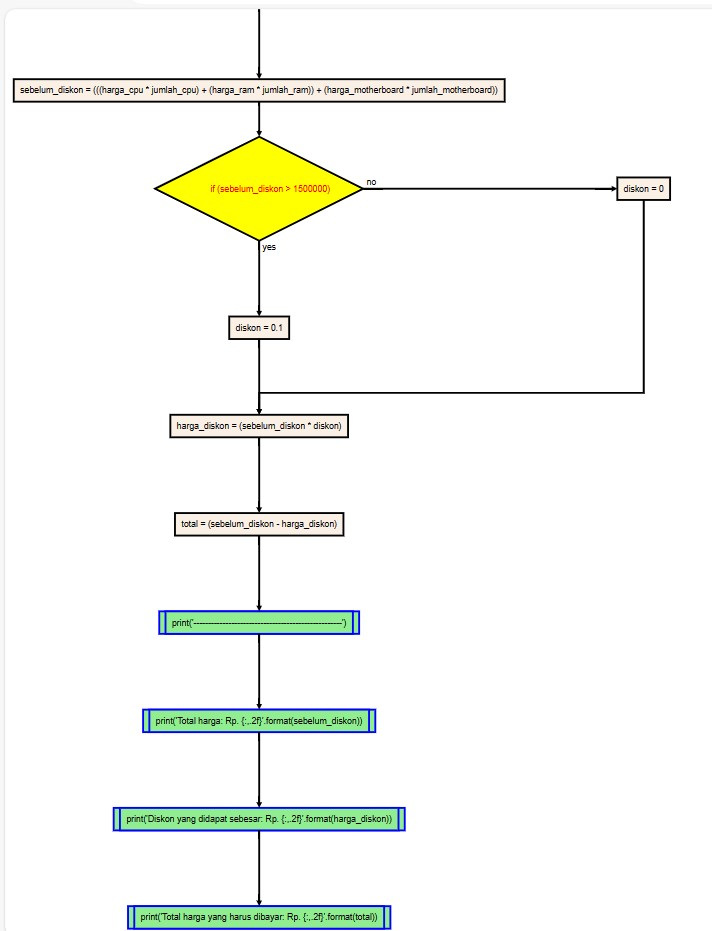 sebelum_diskon = (((harga_cpu * jumlah_cpu) + (harga_ram * jumlah_ram)) + (harga_motherboard * jumlah_motherboard))
if (sebelum_diskon > 1500000)
no
diskon = 0
yes
diskon = 0.1
harga_diskon = (sebelum_diskon * diskon)
total = (sebelum_diskon - harga_diskon)
print('--------------------------------------------------')
print('Total harga: Rp. {:,.2f}'.format(sebelum_diskon))
print('Diskon yang didapat sebesar: Rp. {:,.2f}'.format(harga_diskon))
print('Total harga yang harus dibayar: Rp. {:,.2f}'.format(total))